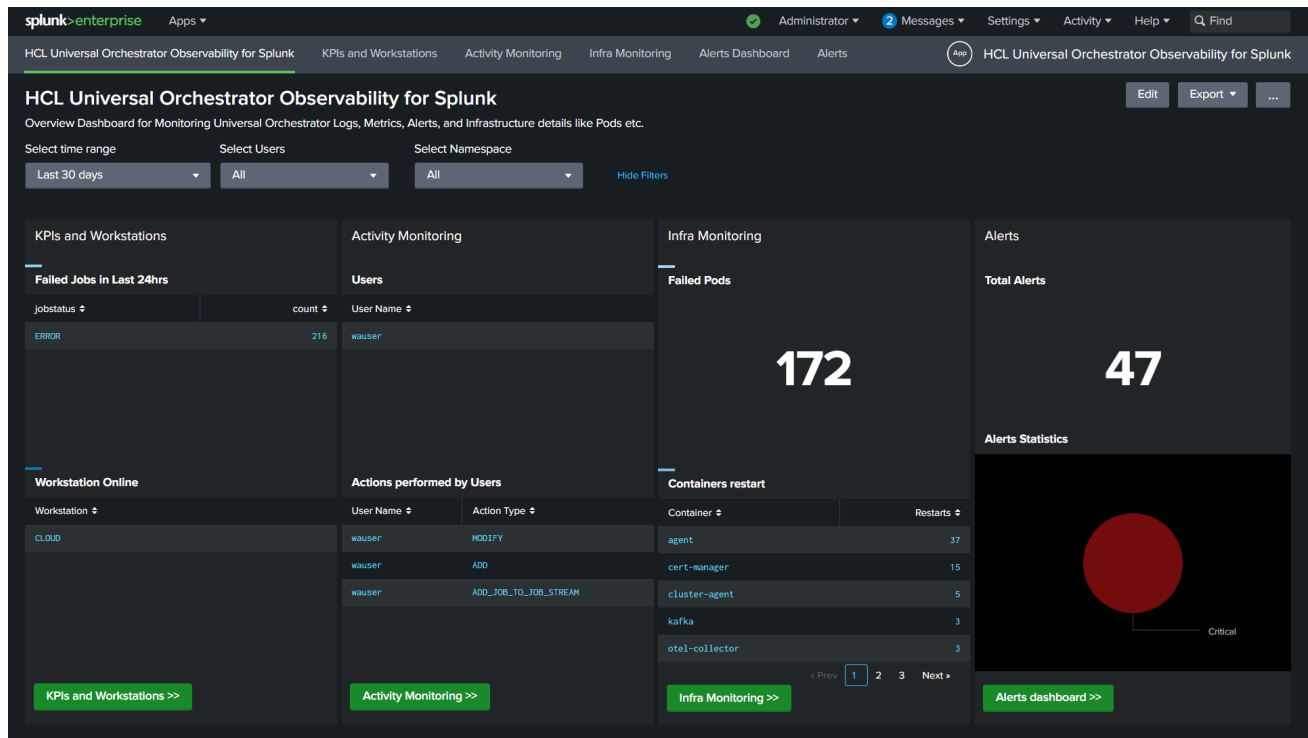 splunk>enterprise Apps Administrator 2 Messages Settings Activity Help Find
HCL Universal Orchestrator Observability for Splunk KPIs and Workstations Activity Monitoring Infra Monitoring Alerts Dashboard Alerts App HCL Universal Orchestrator Observability for Splunk
HCL Universal Orchestrator Observability for Splunk Edit Export ...
Overview Dashboard for Monitoring Universal Orchestrator Logs, Metrics, Alerts, and Infrastructure details like Pods etc.
Select time range Select Users Select Namespace
Last 30 days All All Hide Filters
KPIs and Workstations
Failed Jobs in Last 24hrs
jobstatus count
ERROR 216
Workstation Online
Workstation
CLOUD
KPIs and Workstations >>
Activity Monitoring
Users
User Name
wauser
Actions performed by Users
User Name Action Type
wauser MODIFY
wauser ADD
wauser ADD_JOB_TO_JOB_STREAM
Activity Monitoring >>
Infra Monitoring
Failed Pods
172
Containers restart
Container Restarts
agent 37
cert-manager 15
cluster-agent 5
kafka 3
otel-collector 3
« Prev 1 2 3 Next »
Infra Monitoring >>
Alerts
Total Alerts
47
Alerts Statistics
Critical
Alerts dashboard >>